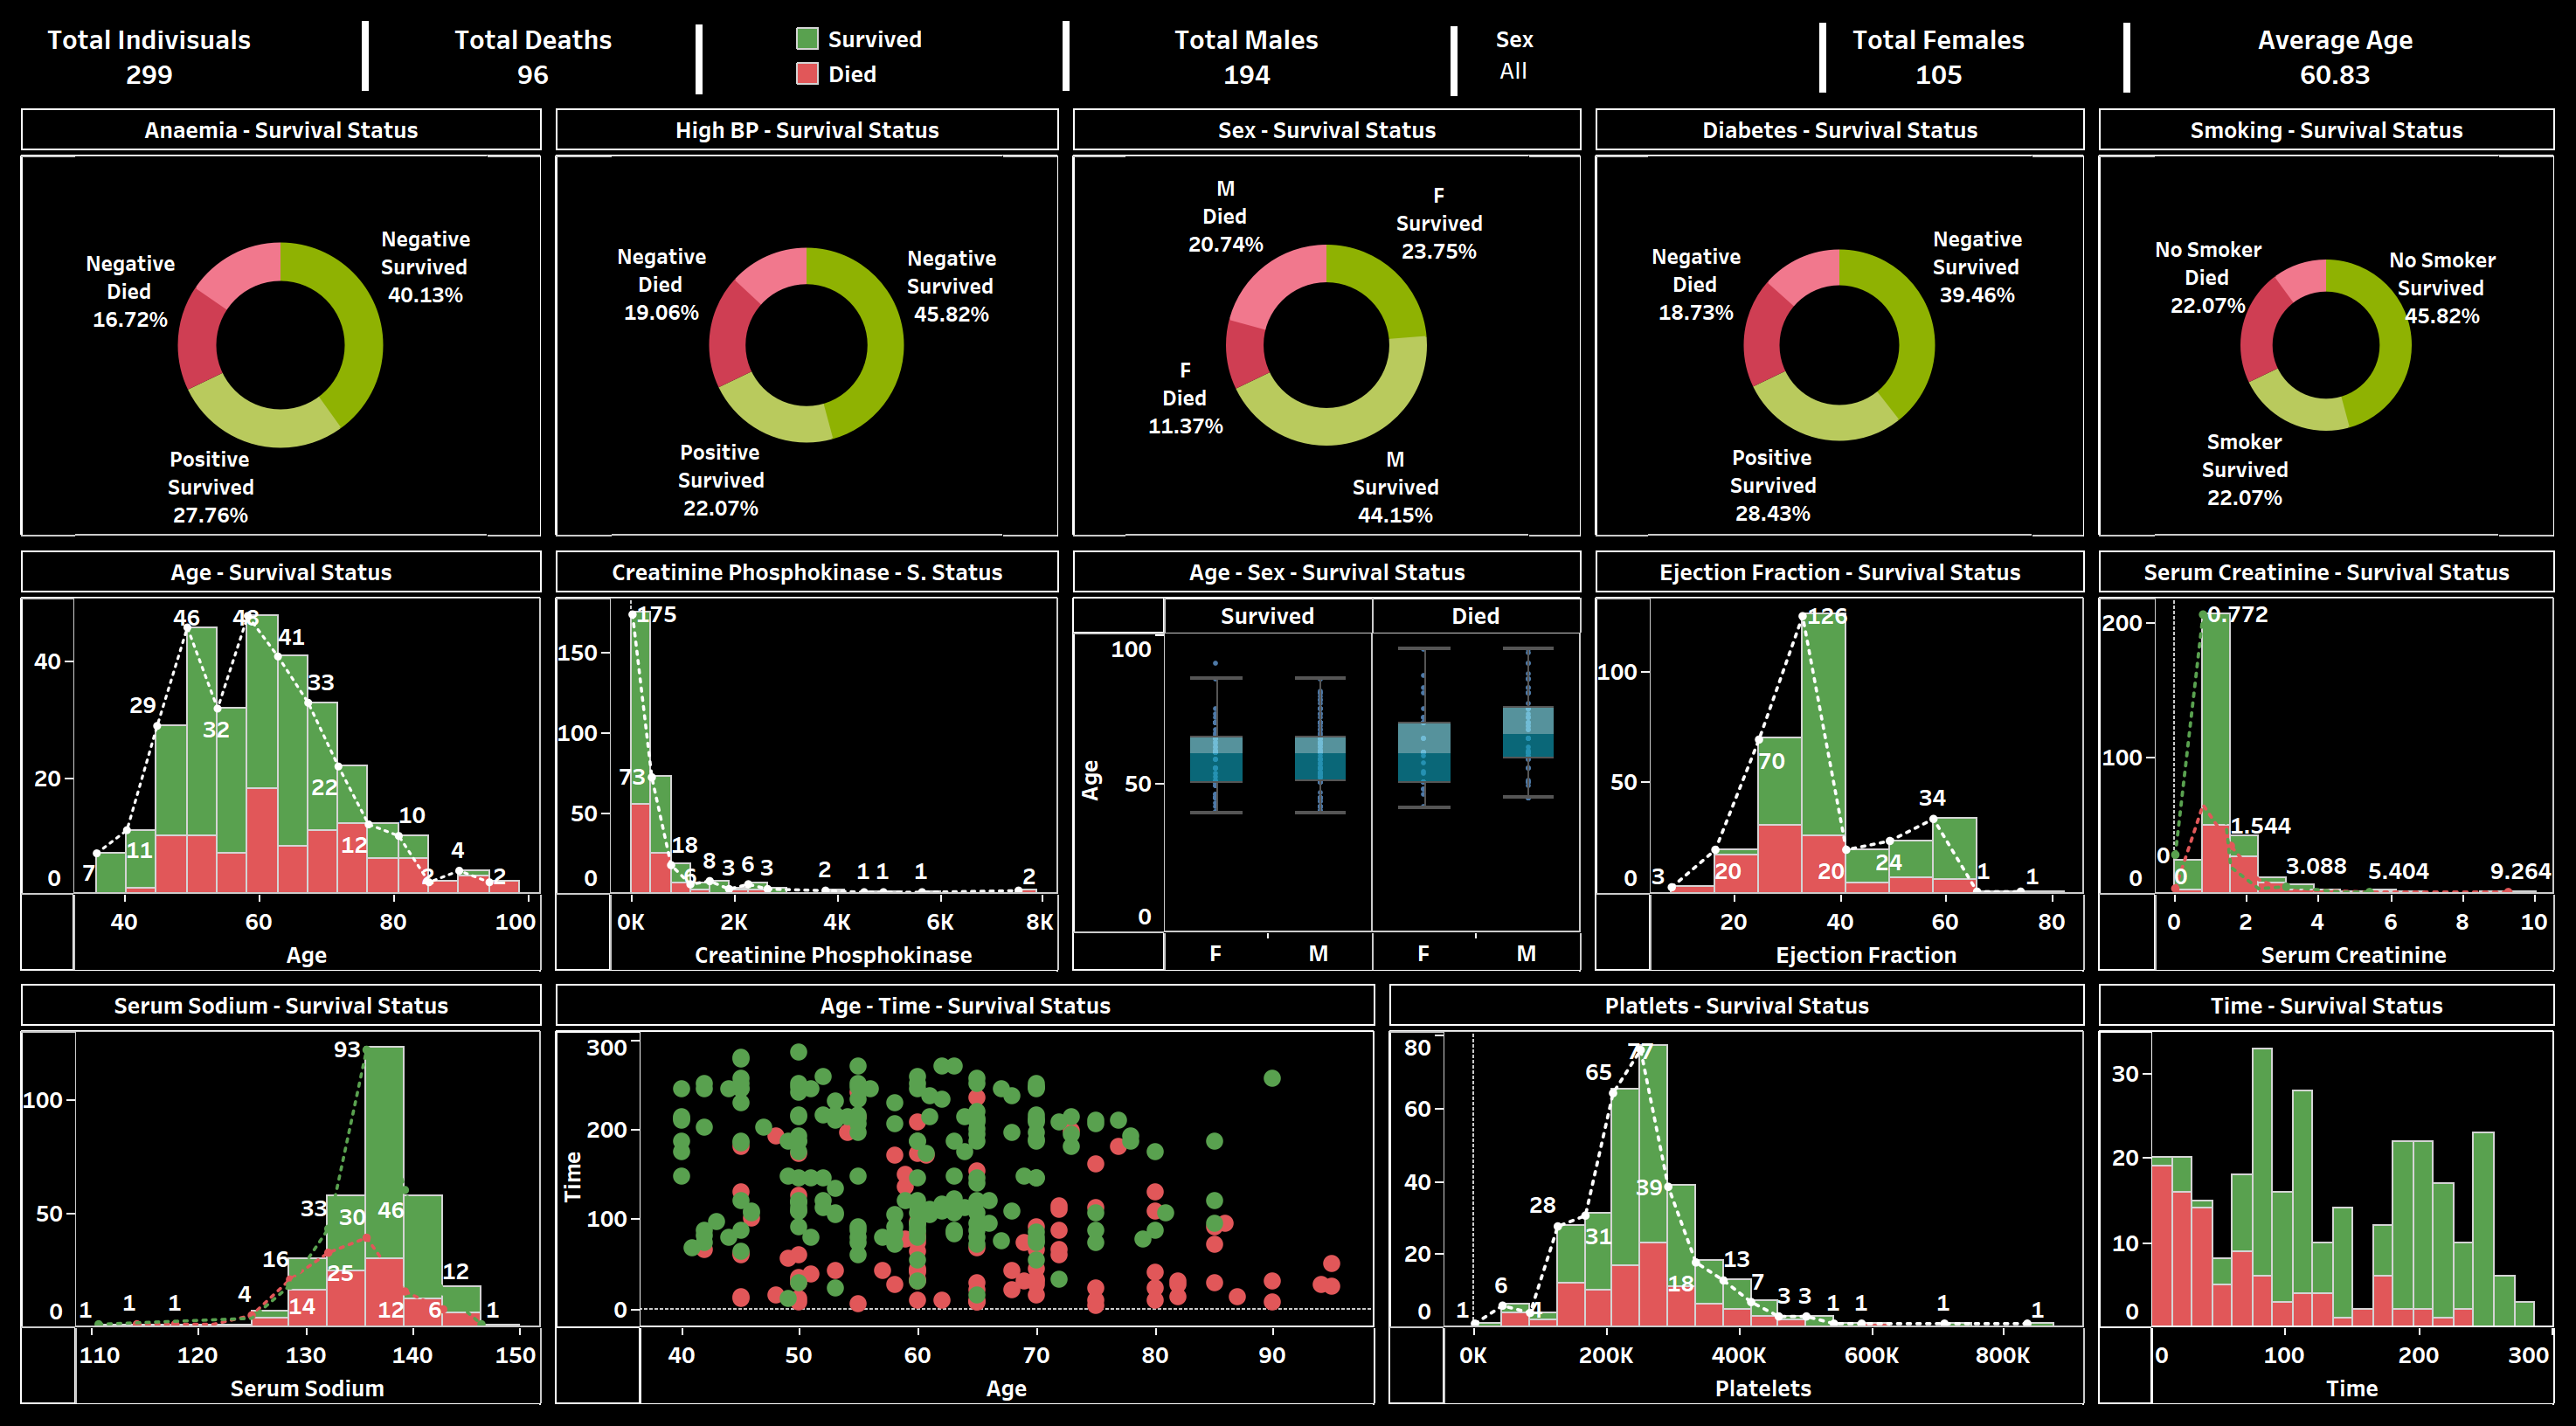 Total Indivisuals
299
Total Deaths
96
Survived
Died
Total Males
194
Sex
All
Total Females
105
Average Age
60.83
Anaemia - Survival Status
Negative
Survived
40.13%
Negative
Died
16.72%
Positive
Survived
27.76%
High BP - Survival Status
Negative
Survived
45.82%
Negative
Died
19.06%
Positive
Survived
22.07%
Sex - Survival Status
M
Died
20.74%
F
Survived
23.75%
F
Died
11.37%
M
Survived
44.15%
Diabetes - Survival Status
Negative
Survived
39.46%
Negative
Died
18.73%
Positive
Survived
28.43%
Smoking - Survival Status
No Smoker
Died
22.07%
No Smoker
Survived
45.82%
Smoker
Survived
22.07%
Age - Survival Status
46 48
41
40
33
29
32
20
22
10
12
11
4
7
2
2
0
40 60 80 100
Age
Creatinine Phosphokinase - S. Status
175
150
100
73
50
18
8 3 6 3 2 1 1 1 2
6
0
0K 2K 4K 6K 8K
Creatinine Phosphokinase
Age - Sex - Survival Status
Survived Died
100
50
0
Age
F M F M
Ejection Fraction - Survival Status
126
100
70
50
34
24
20
20
3
1
1
0
20 40 60 80
Ejection Fraction
Serum Creatinine - Survival Status
200
0.772
100
1.544
0
3.088 5.404 9.264
0
0
0 2 4 6 8 10
Serum Creatinine
Serum Sodium - Survival Status
93
100
50
33 30 46
16
25
12
4
14
12
6
1 1 1
1
0
110 120 130 140 150
Serum Sodium
Age - Time - Survival Status
300
200
100
0
Time
40 50 60 70 80 90
Age
Platlets - Survival Status
80
77
65
60
40
39
28
31
20
18
13
7
6
4
3 3
1 1 1 1
1
0
0K 200K 400K 600K 800K
Platelets
Time - Survival Status
30
20
10
0
0 100 200 300
Time